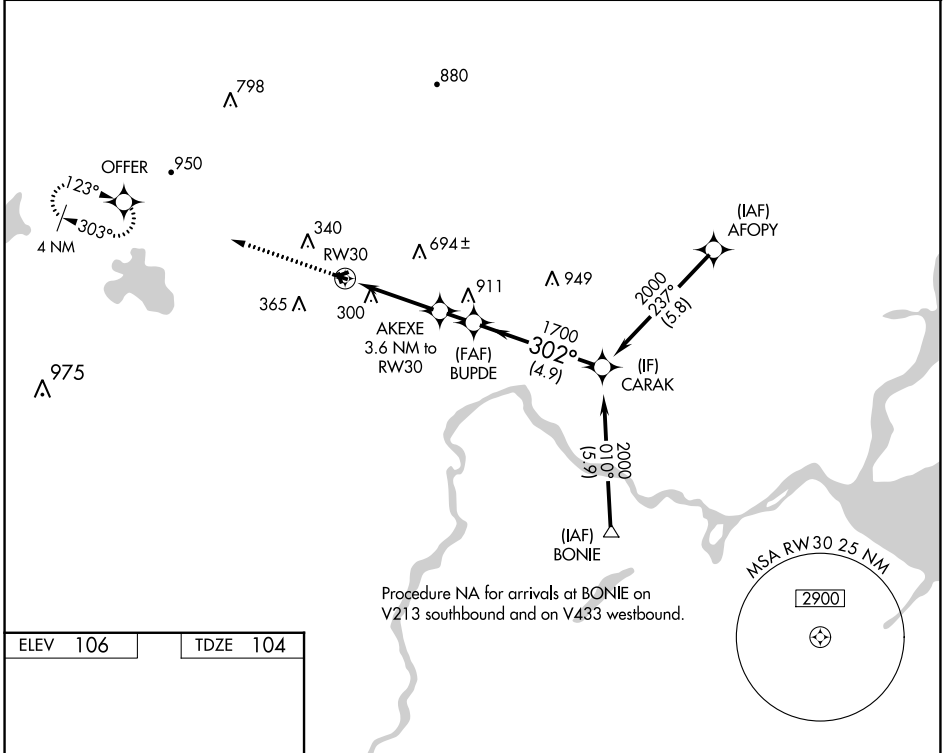 880
798
950
OFFER
123°
303°
4 NM
(IAF)
AFOPY
340
694±
RW30
949
2000
237°
(5.8)
365
300
911
AKEXE
3.6 NM to
RW30
(FAF)
BUPDE
1700
302°
(4.9)
(IF)
CARAK
975
2000
010°
(5.9)
(IAF)
BONIE
MSA RW30 25 NM
2900
Procedure NA for arrivals at BONIE on
V213 southbound and on V433 westbound.
ELEV 106
TDZE 104